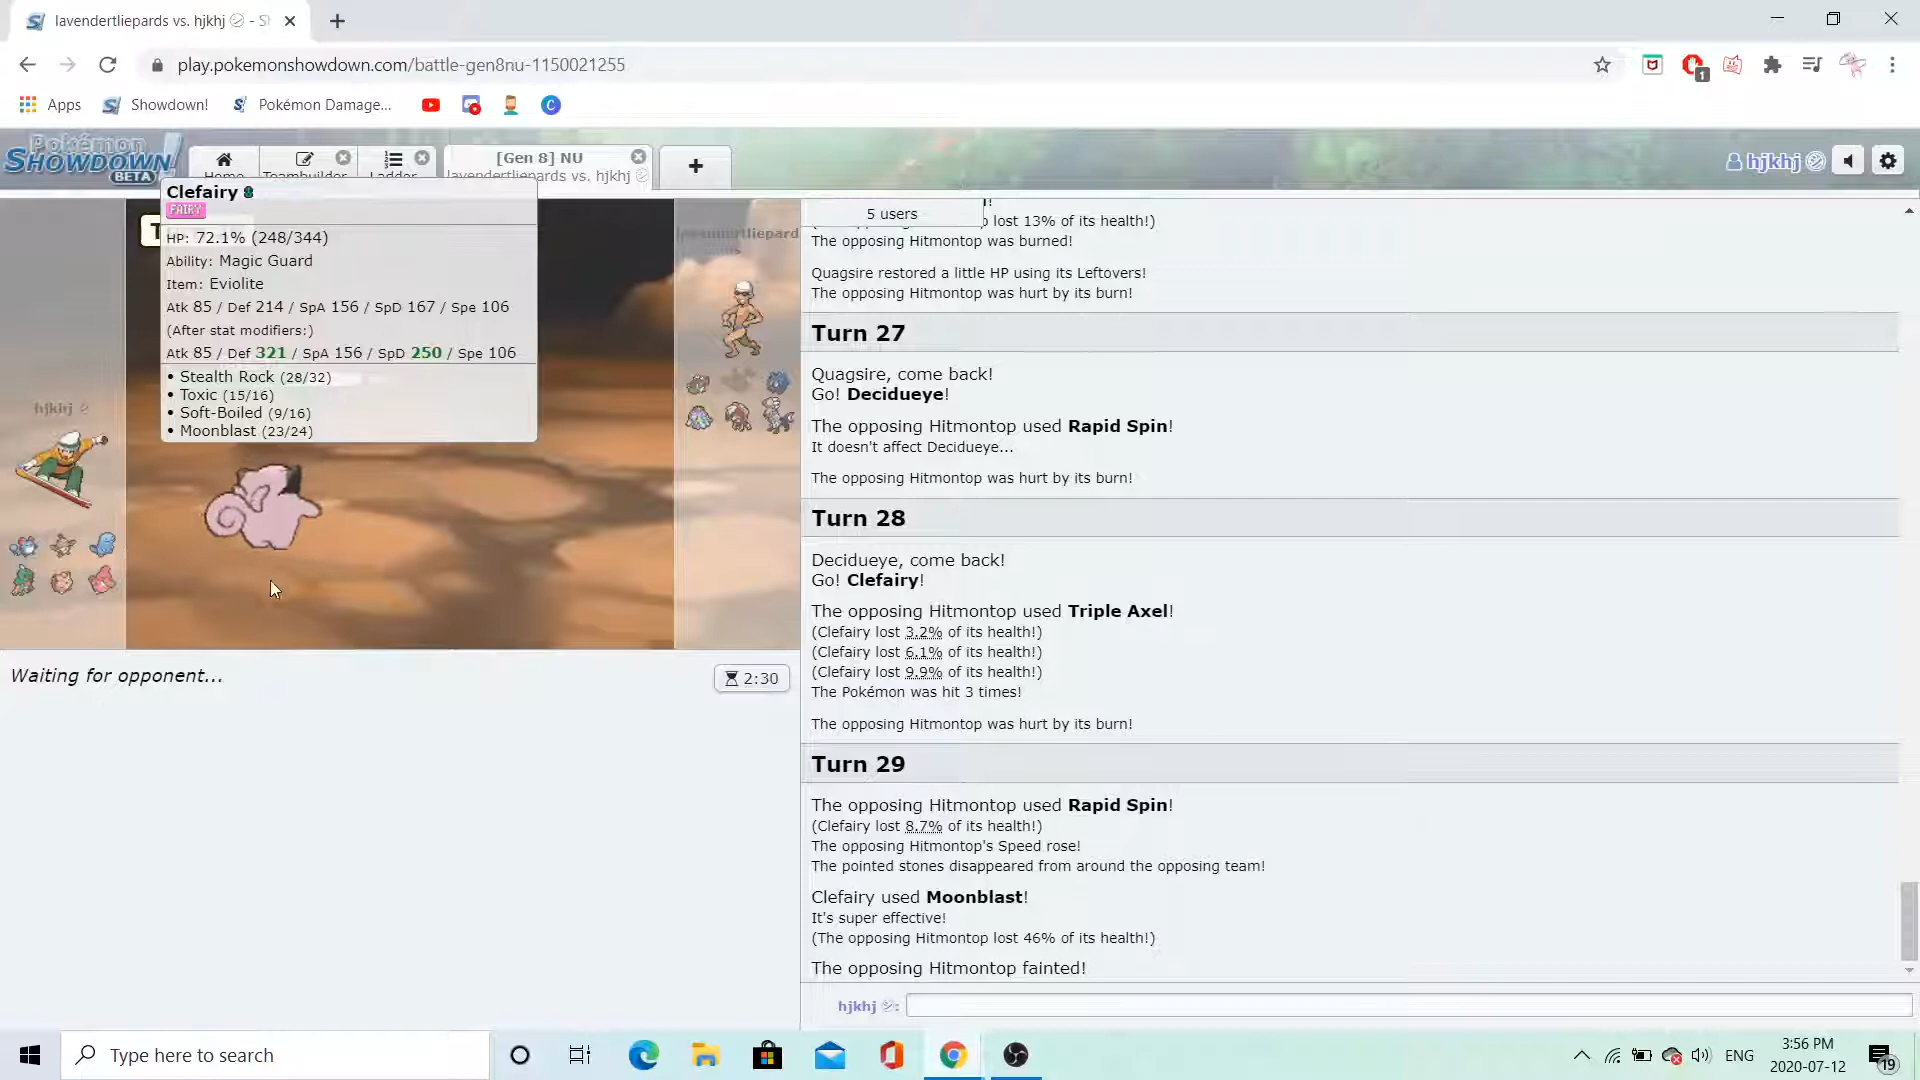 lavendertliepards vs. hjkhj
play.pokemonshowdown.com/battle-gen8nu-1150021255
1
Apps
Showdown!
Pokémon Damage...
Pokémon
SHOWDOWN!
BETA
Home
Teambuilder
Ladder
[Gen 8] NU
lavendertliepards vs. hjkhj
hjkhj
Clefairy
FAIRY
HP: 72.1% (248/344)
Ability: Magic Guard
Item: Eviolite
Atk 85 / Def 214 / SpA 156 / SpD 167 / Spe 106
(After stat modifiers:)
Atk 85 / Def 321 / SpA 156 / SpD 250 / Spe 106
• Stealth Rock (28/32)
• Toxic (15/16)
• Soft-Boiled (9/16)
• Moonblast (23/24)
hjkhj
Waiting for opponent...
2:30
5 users
lost 13% of its health!)
The opposing Hitmontop was burned!
Quagsire restored a little HP using its Leftovers!
The opposing Hitmontop was hurt by its burn!
Turn 27
Quagsire, come back!
Go! Decidueye!
The opposing Hitmontop used Rapid Spin!
It doesn't affect Decidueye...
The opposing Hitmontop was hurt by its burn!
Turn 28
Decidueye, come back!
Go! Clefairy!
The opposing Hitmontop used Triple Axel!
(Clefairy lost 3.2% of its health!)
(Clefairy lost 6.1% of its health!)
(Clefairy lost 9.9% of its health!)
The Pokémon was hit 3 times!
The opposing Hitmontop was hurt by its burn!
Turn 29
The opposing Hitmontop used Rapid Spin!
(Clefairy lost 8.7% of its health!)
The opposing Hitmontop's Speed rose!
The pointed stones disappeared from around the opposing team!
Clefairy used Moonblast!
It's super effective!
(The opposing Hitmontop lost 46% of its health!)
The opposing Hitmontop fainted!
hjkhj :
Type here to search
ENG
3:56 PM
2020-07-12
19